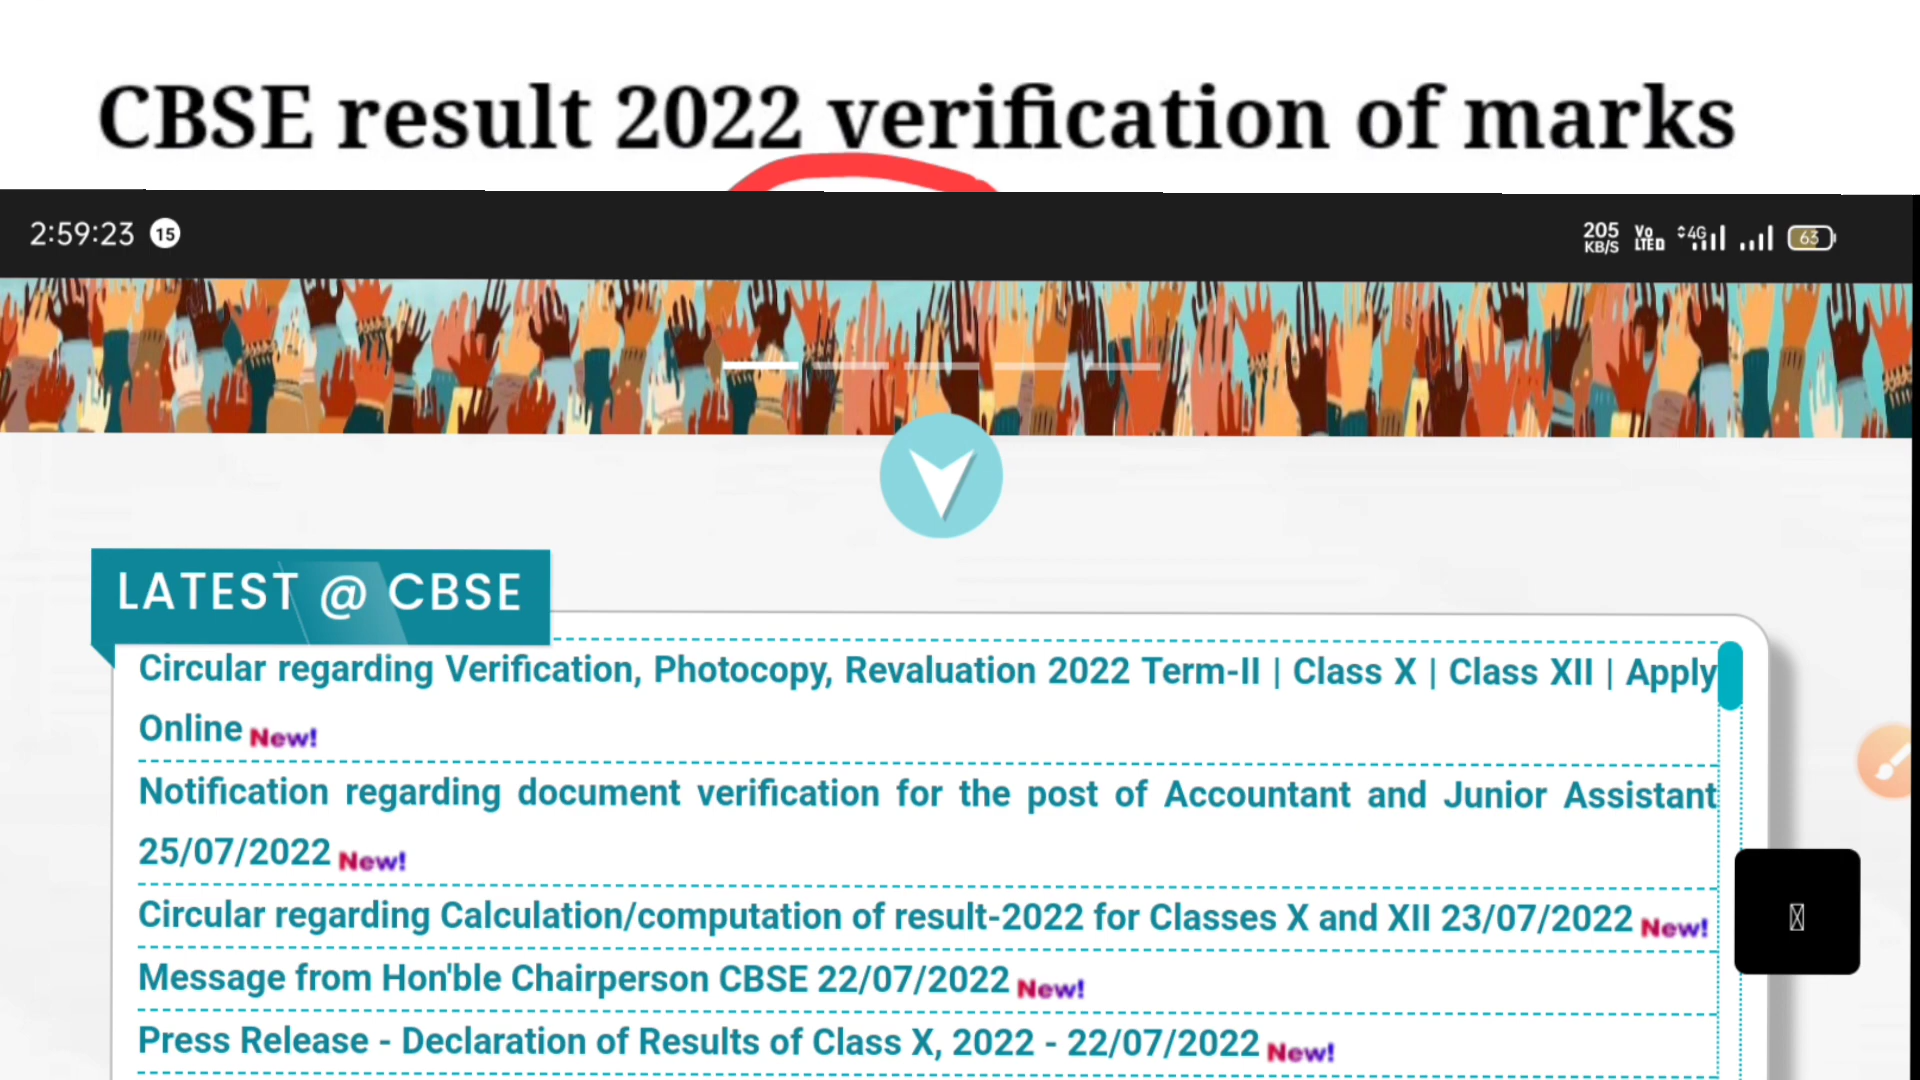 CBSE result 2022 verification of marks
2:59:23 15
205 KB/S Vo LTED 4G 63
LATEST @ CBSE
Circular regarding Verification, Photocopy, Revaluation 2022 Term-II | Class X | Class XII | Apply
Online New!
Notification regarding document verification for the post of Accountant and Junior Assistant
25/07/2022 New!
Circular regarding Calculation/computation of result-2022 for Classes X and XII 23/07/2022 New!
Message from Hon'ble Chairperson CBSE 22/07/2022 New!
Press Release - Declaration of Results of Class X, 2022 - 22/07/2022 New!